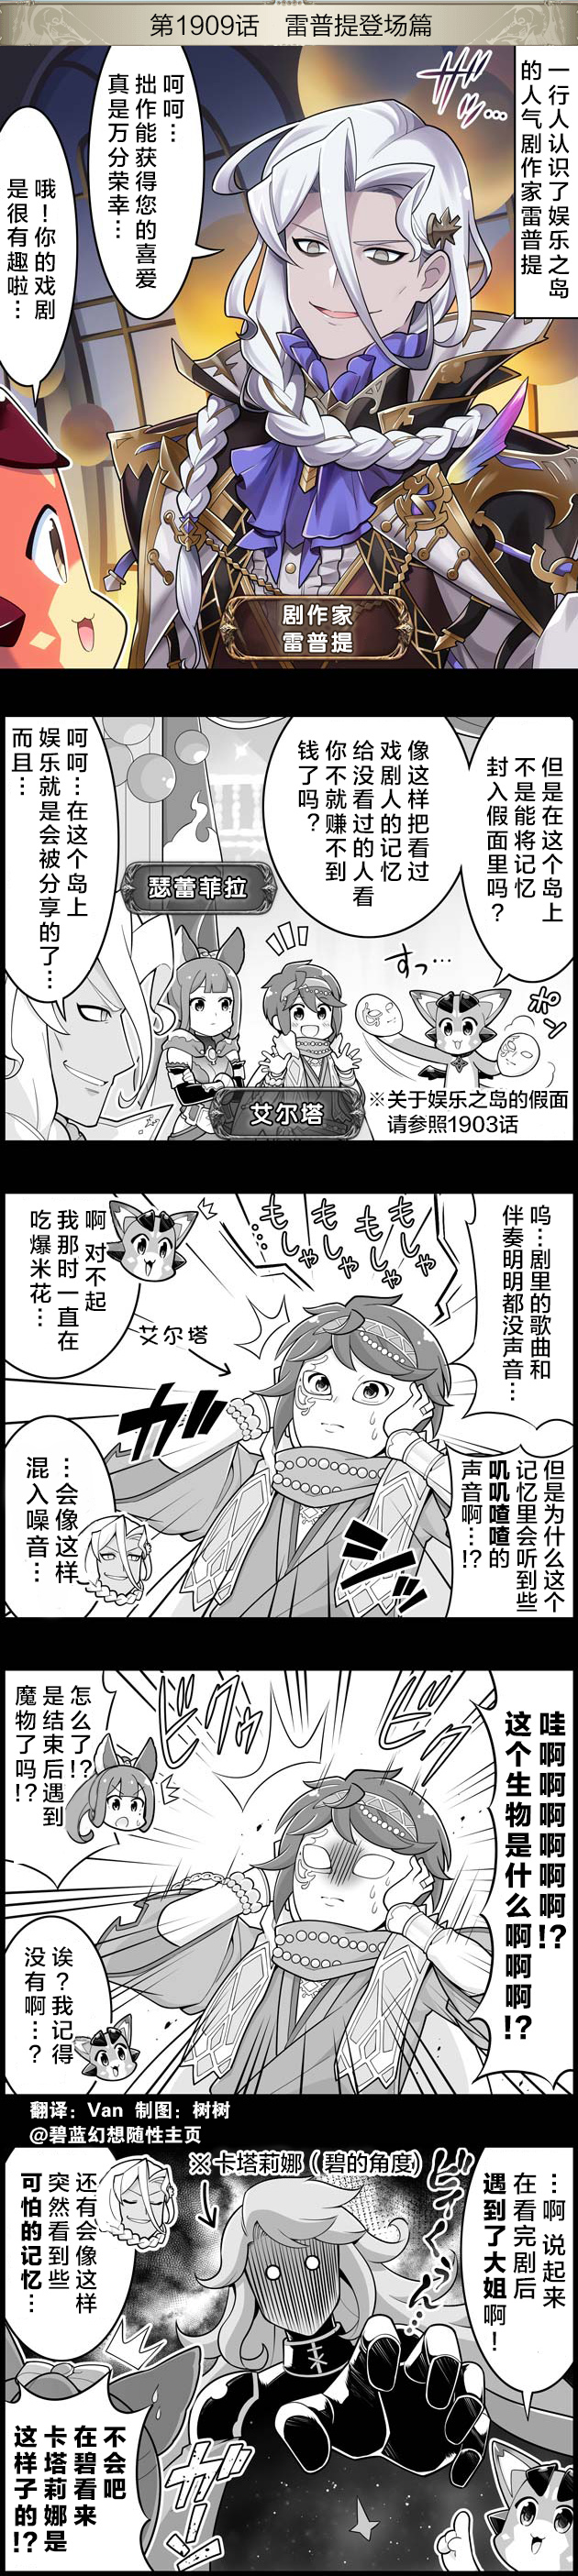 第1909话　雷普提登场篇
一行人认识了娱乐之岛
的人气剧作家雷普提
ザッ…
呵呵…
拙作能获得您的喜爱
真是万分荣幸…
哦！你的戏剧
是很有趣啦…
剧作家
雷普提
但是在这个岛上
不是能将记忆
封入假面里吗？
像这样把看过
戏剧人的记忆
给没看过的人看
你不就赚不到
钱了吗？
呵呵…在这个岛上
娱乐就是会被分享的了…
而且…
瑟蕾菲拉
艾尔塔
すっ…
ポン
※关于娱乐之岛的假面
请参照1903话
呜…剧里的歌曲和
伴奏明明都没声音…
もしゃ
もしゃ
もしゃ
もしゃ
啊 对不起
我那时一直在
吃爆米花…
艾尔塔
ガガーン
但是为什么这个
记忆里会听到些
叽叽喳喳的
声音啊…!?
…会像这样
混入噪音…
哇啊啊啊啊啊啊!?
这个生物是什么啊啊啊!?
ビクゥ
ビクッ
怎么了!?
是结束后遇到
魔物了吗!?
诶？我记得
没有啊…？
翻译：Van 制图：树树
@碧蓝幻想随性主页
…啊 说起来
在看完剧后
遇到了大姐啊！
※卡塔莉娜（碧的角度）
还有会像这样
突然看到些
可怕的记忆…
不会吧
在碧看来
卡塔莉娜是
这样子的!?